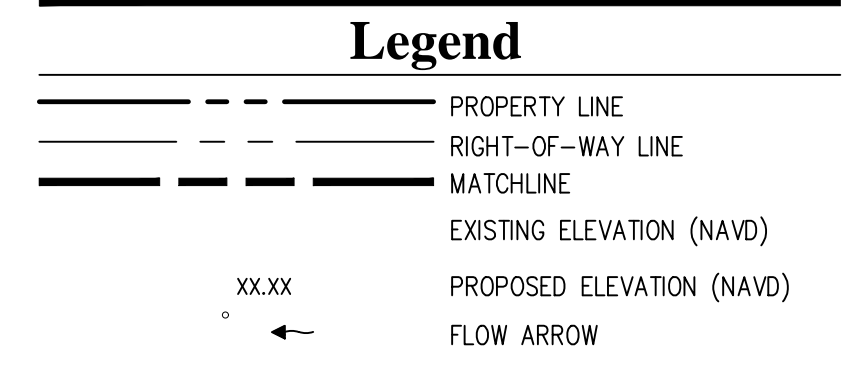 Legend
PROPERTY LINE
RIGHT-OF-WAY LINE
MATCHLINE
EXISTING ELEVATION (NAVD)
XX.XX PROPOSED ELEVATION (NAVD)
FLOW ARROW